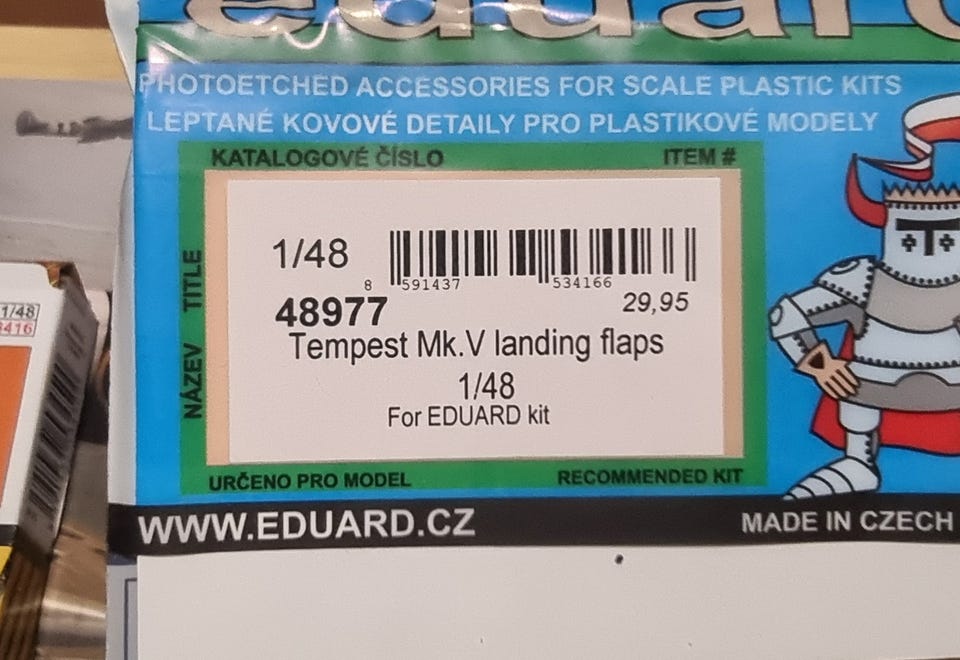 eduard
PHOTOETCHED ACCESSORIES FOR SCALE PLASTIC KITS
LEPTANÉ KOVOVÉ DETAILY PRO PLASTIKOVÉ MODELY
KATALOGOVÉ ČÍSLO ITEM #
NÁZEV TITLE
1/48
8 591437 534166
48977 29,95
Tempest Mk.V landing flaps
1/48
For EDUARD kit
URČENO PRO MODEL RECOMMENDED KIT
WWW.EDUARD.CZ MADE IN CZECH
1/48
8416